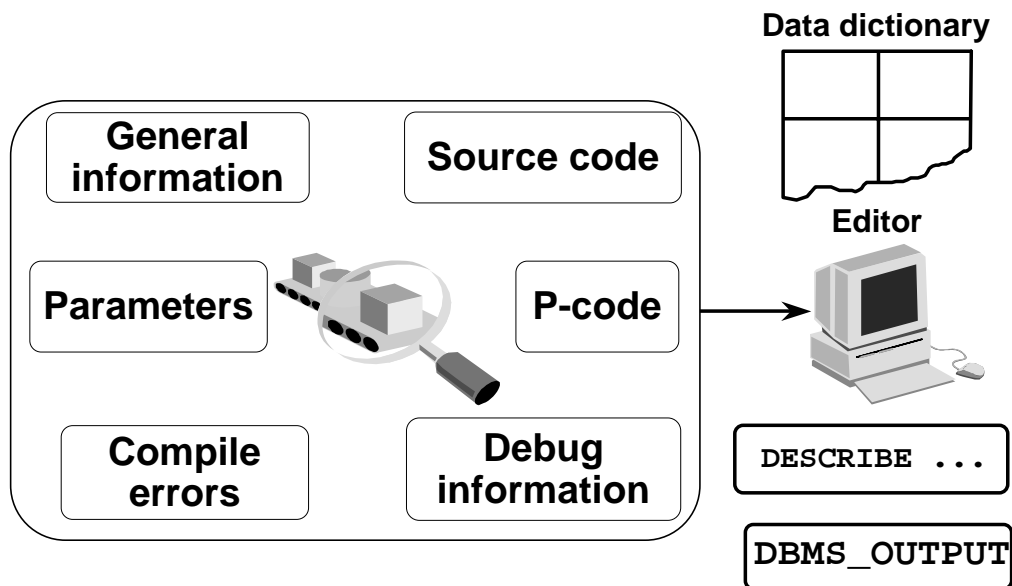 Data dictionary
General
information
Source code
Editor
Parameters
P-code
Compile
errors
Debug
information
DESCRIBE ...
DBMS_OUTPUT